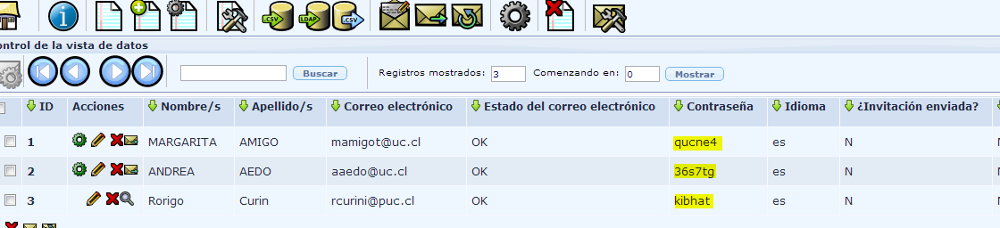 .CSV LDAP .CSV
ontrol de la vista de datos
Buscar Registros mostrados: 3 Comenzando en: 0 Mostrar
ID Acciones Nombre/s Apellido/s Correo electrónico Estado del correo electrónico Contraseña Idioma ¿Invitación enviada?
1 MARGARITA AMIGO mamigot@uc.cl OK qucne4 es N
2 ANDREA AEDO aaedo@uc.cl OK 36s7tg es N
3 Rorigo Curin rcurini@puc.cl OK kibhat es N